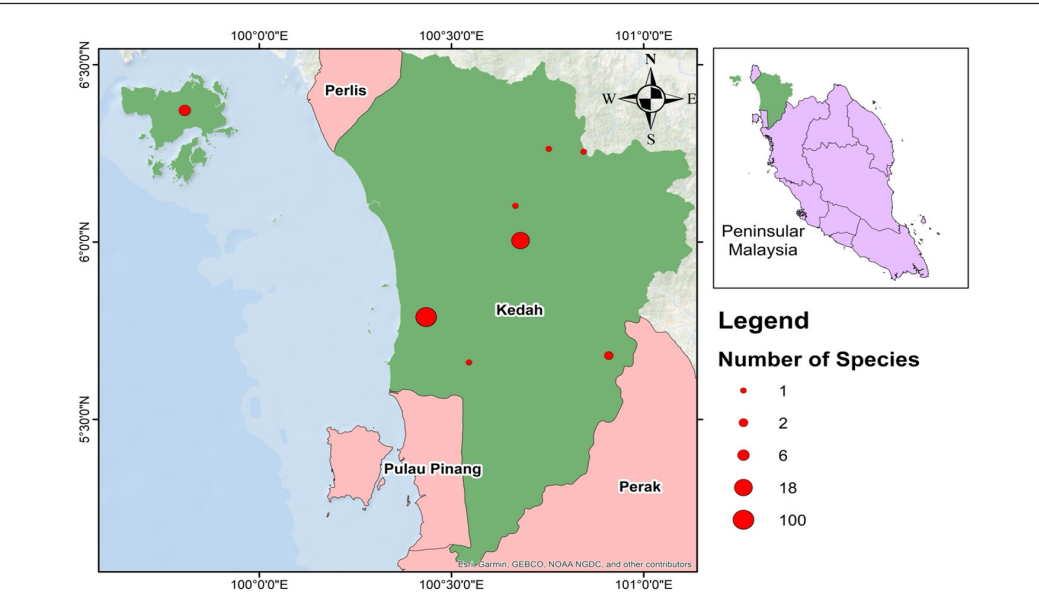 100°0'0"E
100°30'0"E
101°0'0"E
6°30'0"N
6°0'0"N
5°30'0"N
Perlis
N
W
E
S
Kedah
Pulau Pinang
Perak
Esri, Garmin, GEBCO, NOAA NGDC, and other contributors
100°0'0"E
100°30'0"E
101°0'0"E
Peninsular
Malaysia
Legend
Number of Species
1
2
6
18
100